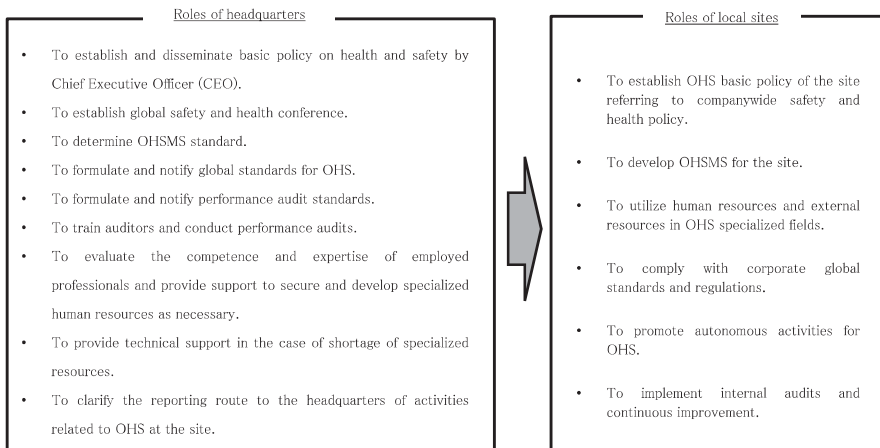 Roles of headquarters
• To establish and disseminate basic policy on health and safety by
Chief Executive Officer (CEO).
• To establish global safety and health conference.
• To determine OHSMS standard.
• To formulate and notify global standards for OHS.
• To formulate and notify performance audit standards.
• To train auditors and conduct performance audits.
• To evaluate the competence and expertise of employed
professionals and provide support to secure and develop specialized
human resources as necessary.
• To provide technical support in the case of shortage of specialized
resources.
• To clarify the reporting route to the headquarters of activities
related to OHS at the site.
Roles of local sites
• To establish OHS basic policy of the site
referring to companywide safety and
health policy.
• To develop OHSMS for the site.
• To utilize human resources and external
resources in OHS specialized fields.
• To comply with corporate global
standards and regulations.
• To promote autonomous activities for
OHS.
• To implement internal audits and
continuous improvement.